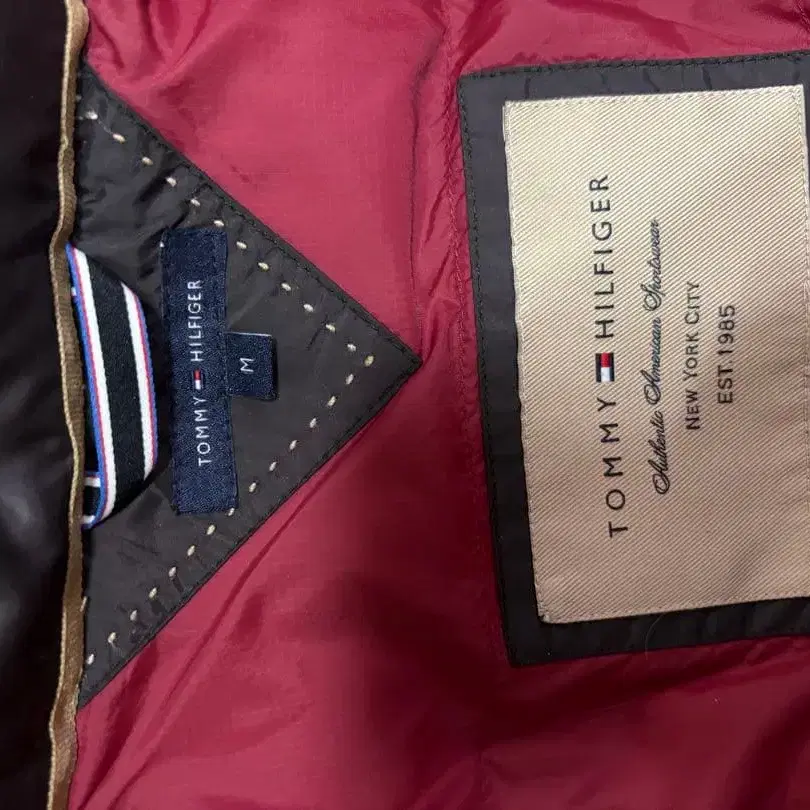 TOMMY HILFIGER
M
TOMMY HILFIGER
Authentic American Sportswear
NEW YORK CITY
EST. 1985